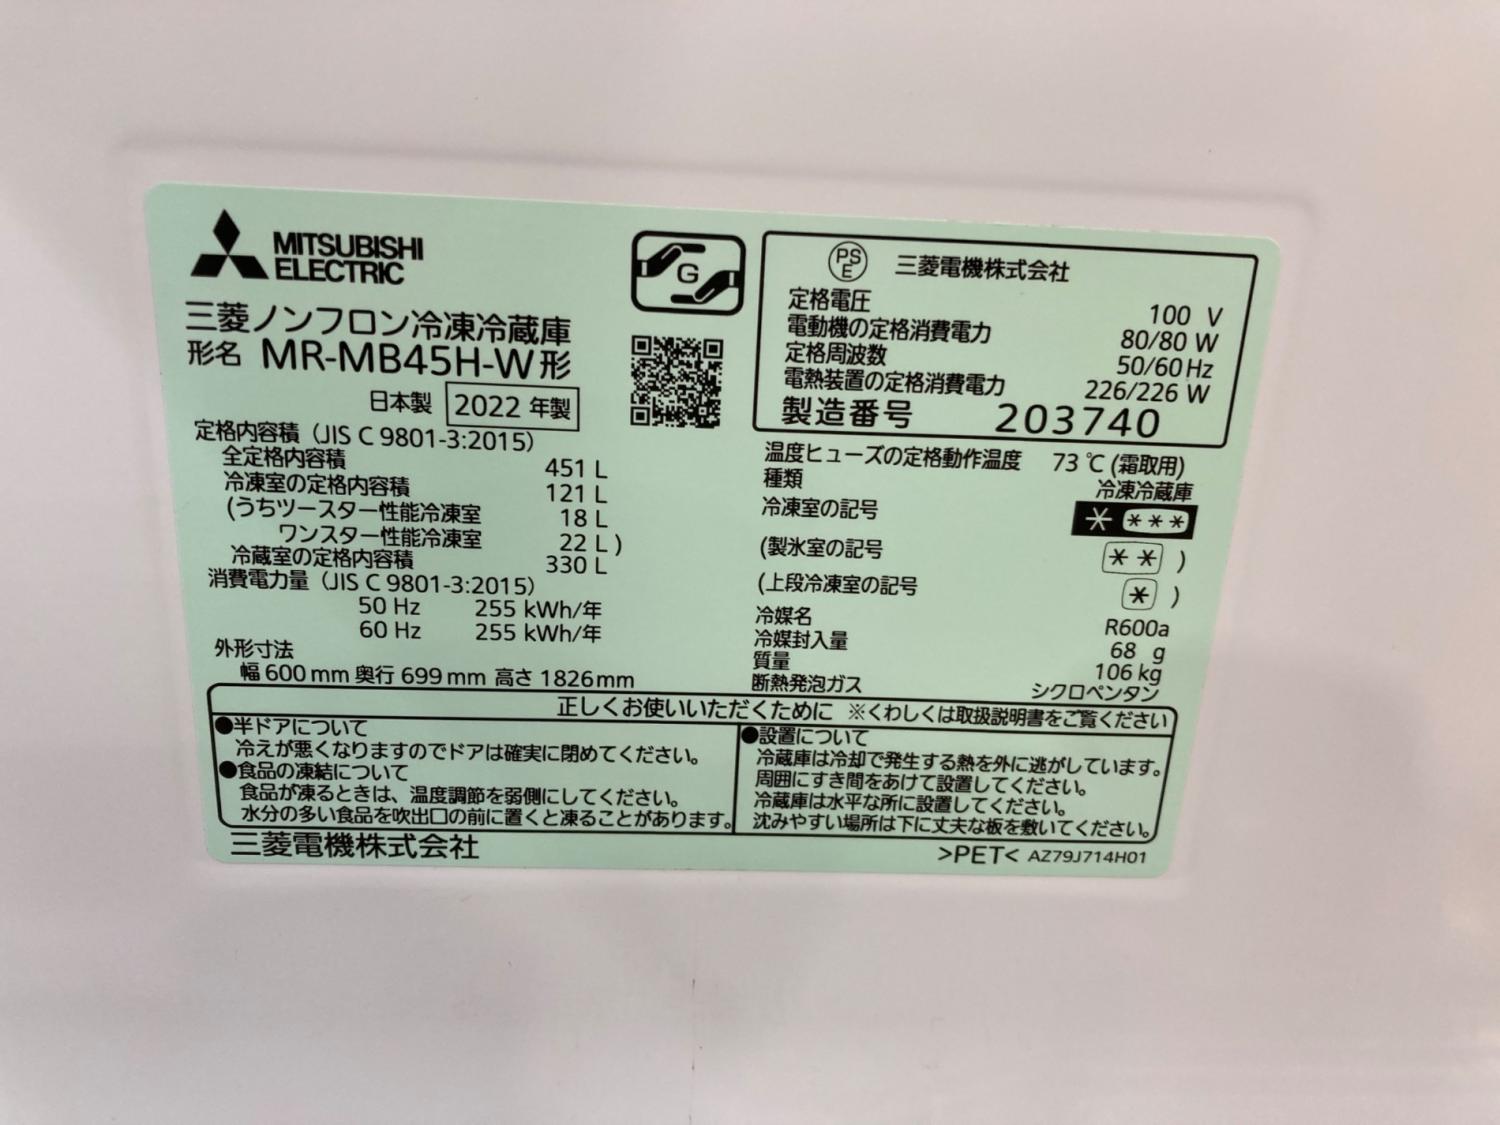 MITSUBISHI
ELECTRIC
三菱ノンフロン冷凍冷蔵庫
形名 MR-MB45H-W形
日本製 2022 年製
定格内容積 (JIS C 9801-3:2015)
全定格内容積 451 L
冷凍室の定格内容積 121 L
(うちツースター性能冷凍室 18 L
ワンスター性能冷凍室 22 L )
冷蔵室の定格内容積 330 L
消費電力量 (JIS C 9801-3:2015)
50 Hz 255 kWh/年
60 Hz 255 kWh/年
外形寸法
幅 600 mm 奥行 699 mm 高さ 1826 mm
G
PS
E
三菱電機株式会社
定格電圧 100 V
電動機の定格消費電力 80/80 W
定格周波数 50/60 Hz
電熱装置の定格消費電力 226/226 W
製造番号 203740
温度ヒューズの定格動作温度 73 ℃ (霜取用)
種類 冷凍冷蔵庫
冷凍室の記号 * ***
(製氷室の記号 ** )
(上段冷凍室の記号 * )
冷媒名 R600a
冷媒封入量 68 g
質量 106 kg
断熱発泡ガス シクロペンタン
正しくお使いいただくために ※くわしくは取扱説明書をご覧ください
●半ドアについて
冷えが悪くなりますのでドアは確実に閉めてください。
●食品の凍結について
食品が凍るときは、温度調節を弱側にしてください。
水分の多い食品を吹出口の前に置くと凍ることがあります。
●設置について
冷蔵庫は冷却で発生する熱を外に逃がしています。
周囲にすき間をあけて設置してください。
冷蔵庫は水平な所に設置してください。
沈みやすい場所は下に丈夫な板を敷いてください。
三菱電機株式会社
>PET< AZ79J714H01